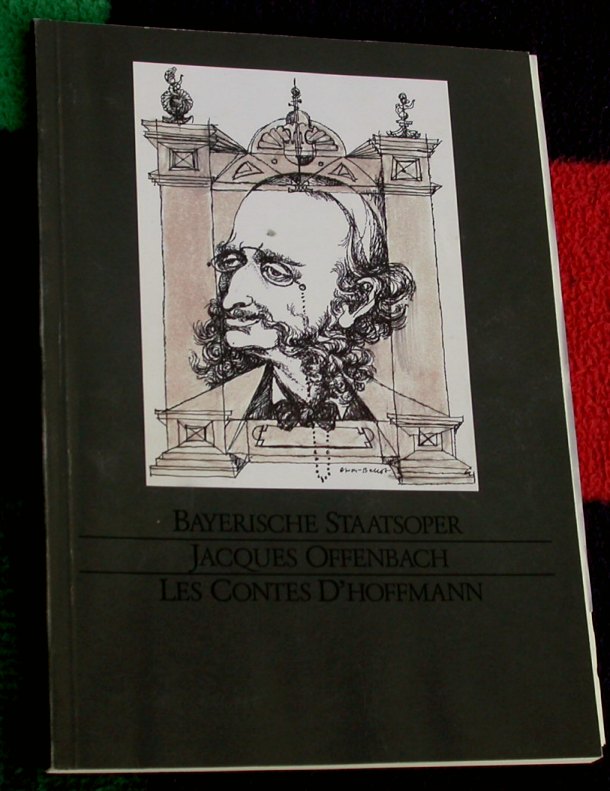 BAYERISCHE STAATSOPER
JACQUES OFFENBACH
LES CONTES D'HOFFMANN